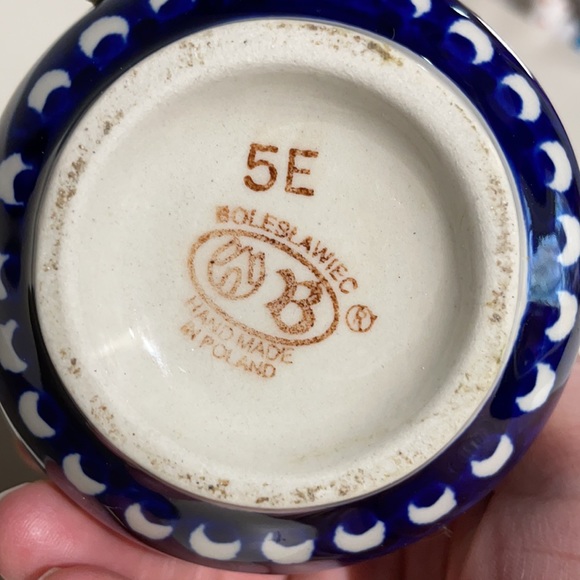 5E
BOLESŁAWIEC
B
®
HAND MADE
IN POLAND